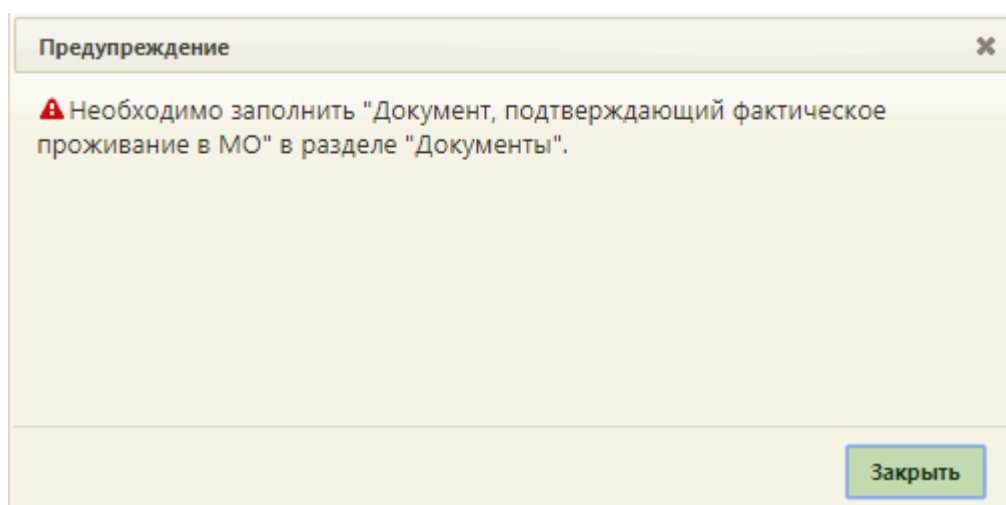 Предупреждение
Необходимо заполнить "Документ, подтверждающий фактическое
проживание в МО" в разделе "Документы".
Закрыть